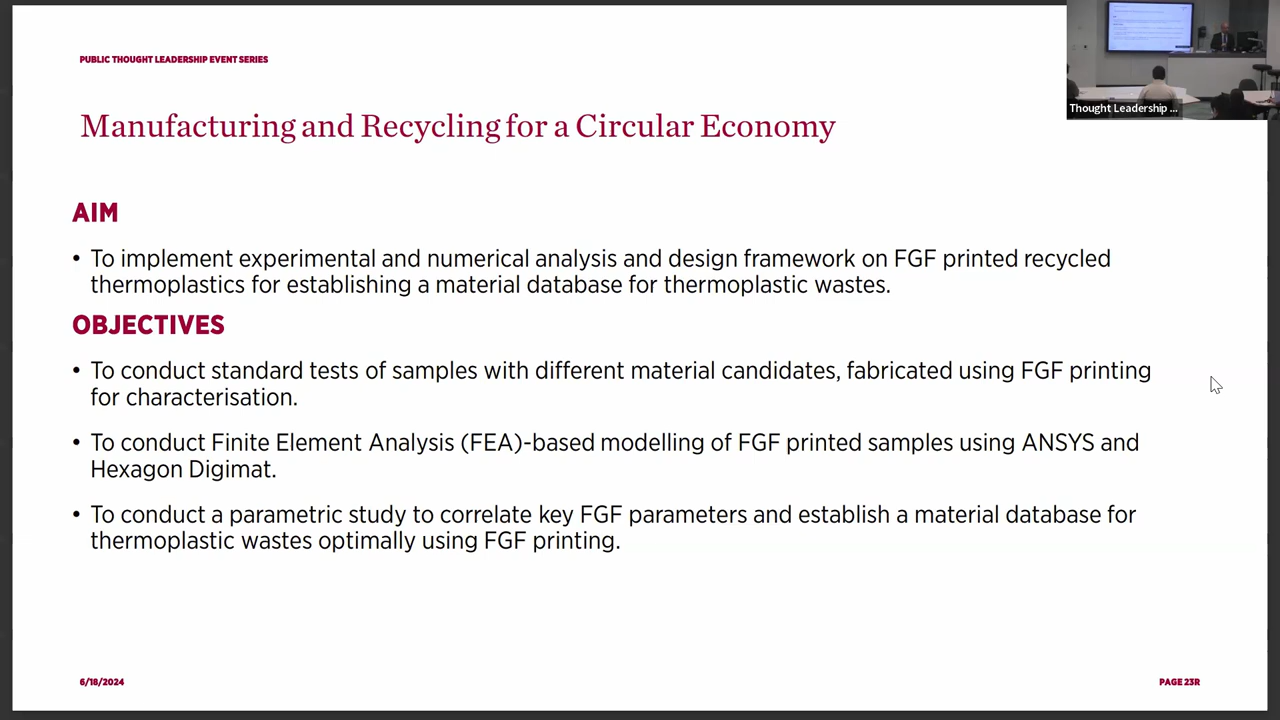 PUBLIC THOUGHT LEADERSHIP EVENT SERIES
Thought Leadership ...
Manufacturing and Recycling for a Circular Economy
AIM
• To implement experimental and numerical analysis and design framework on FGF printed recycled
thermoplastics for establishing a material database for thermoplastic wastes.
OBJECTIVES
• To conduct standard tests of samples with different material candidates, fabricated using FGF printing
for characterisation.
• To conduct Finite Element Analysis (FEA)-based modelling of FGF printed samples using ANSYS and
Hexagon Digimat.
• To conduct a parametric study to correlate key FGF parameters and establish a material database for
thermoplastic wastes optimally using FGF printing.
6/18/2024
PAGE 23R